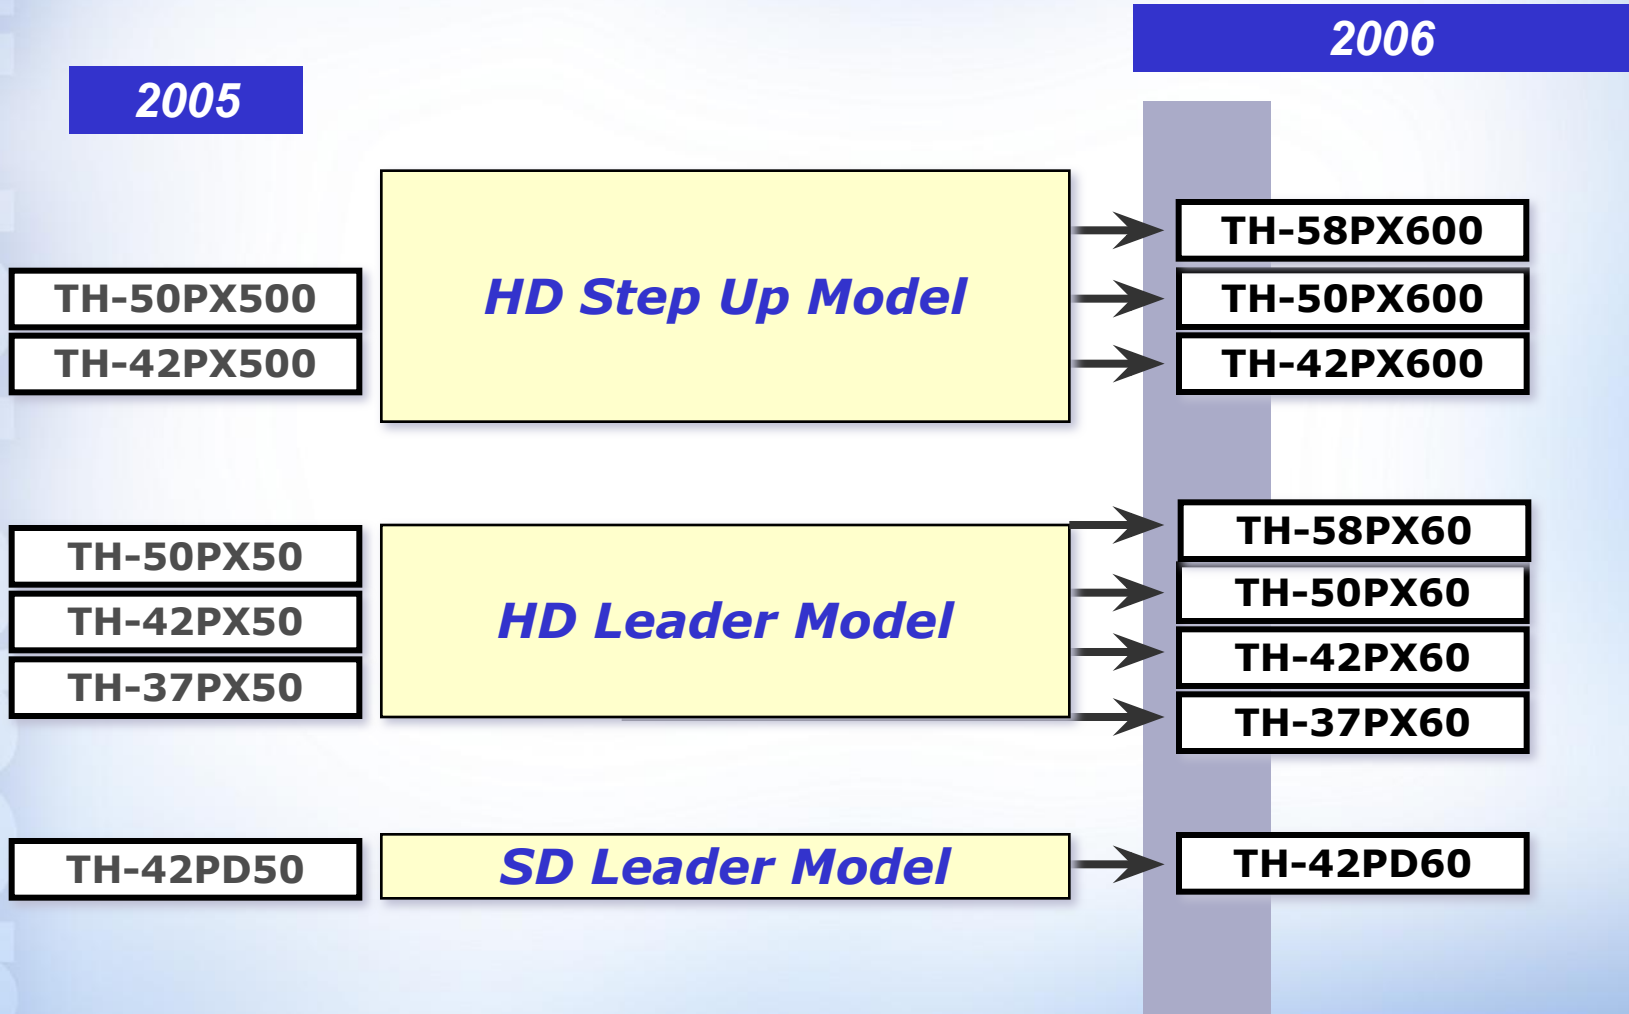 2006
2005
TH-58PX600
TH-50PX500
HD Step Up Model
TH-50PX600
TH-42PX500
TH-42PX600
TH-58PX60
TH-50PX50
TH-50PX60
TH-42PX50
HD Leader Model
TH-42PX60
TH-37PX50
TH-37PX60
TH-42PD50
SD Leader Model
TH-42PD60